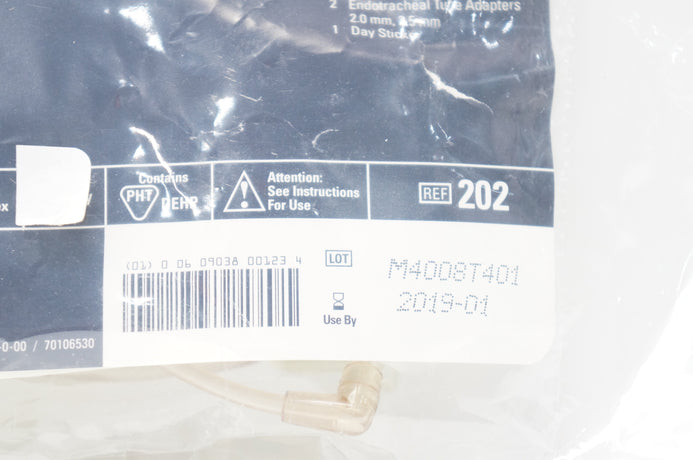 2 Endotracheal Tube Adapters
2.0 mm, 2.5 mm
1 Day Sticker
Contains
PHT DEHP
Attention:
See Instructions
For Use
REF 202
ex
(01) 0 06 09038 00123 4
LOT M4008T401
Use By 2019-01
0-00 / 70106530